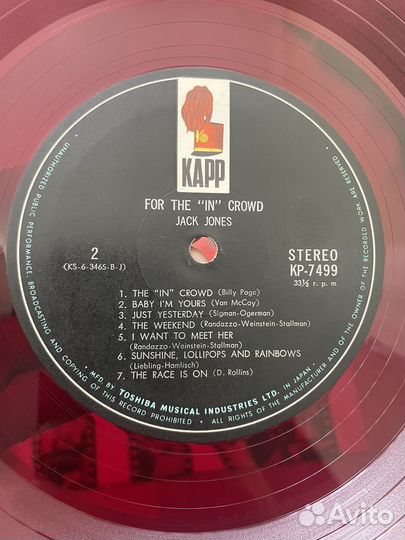 KAPP
FOR THE "IN" CROWD
JACK JONES
2
(KS-6-3465-B-J)
STEREO
KP-7499
33⅓ r. p. m.
1. THE "IN" CROWD (Billy Page)
2. BABY I'M YOURS (Van McCoy)
3. JUST YESTERDAY (Sigman-Ogerman)
4. THE WEEKEND (Randazzo-Weinstein-Stallman)
5. I WANT TO MEET HER
(Randazzo-Weinstein-Stallman)
6. SUNSHINE, LOLLIPOPS AND RAINBOWS
(Liebling-Hamlisch)
7. THE RACE IS ON (D. Rollins)
MFG. BY TOSHIBA MUSICAL INDUSTRIES LTD. IN JAPAN
UNAUTHORIZED PUBLIC PERFORMANCE, BROADCASTING AND COPYING OF THIS RECORD PROHIBITED • ALL RIGHTS OF THE MANUFACTURER AND OF THE OWNER OF THE RECORDED WORK ARE RESERVED
Avito